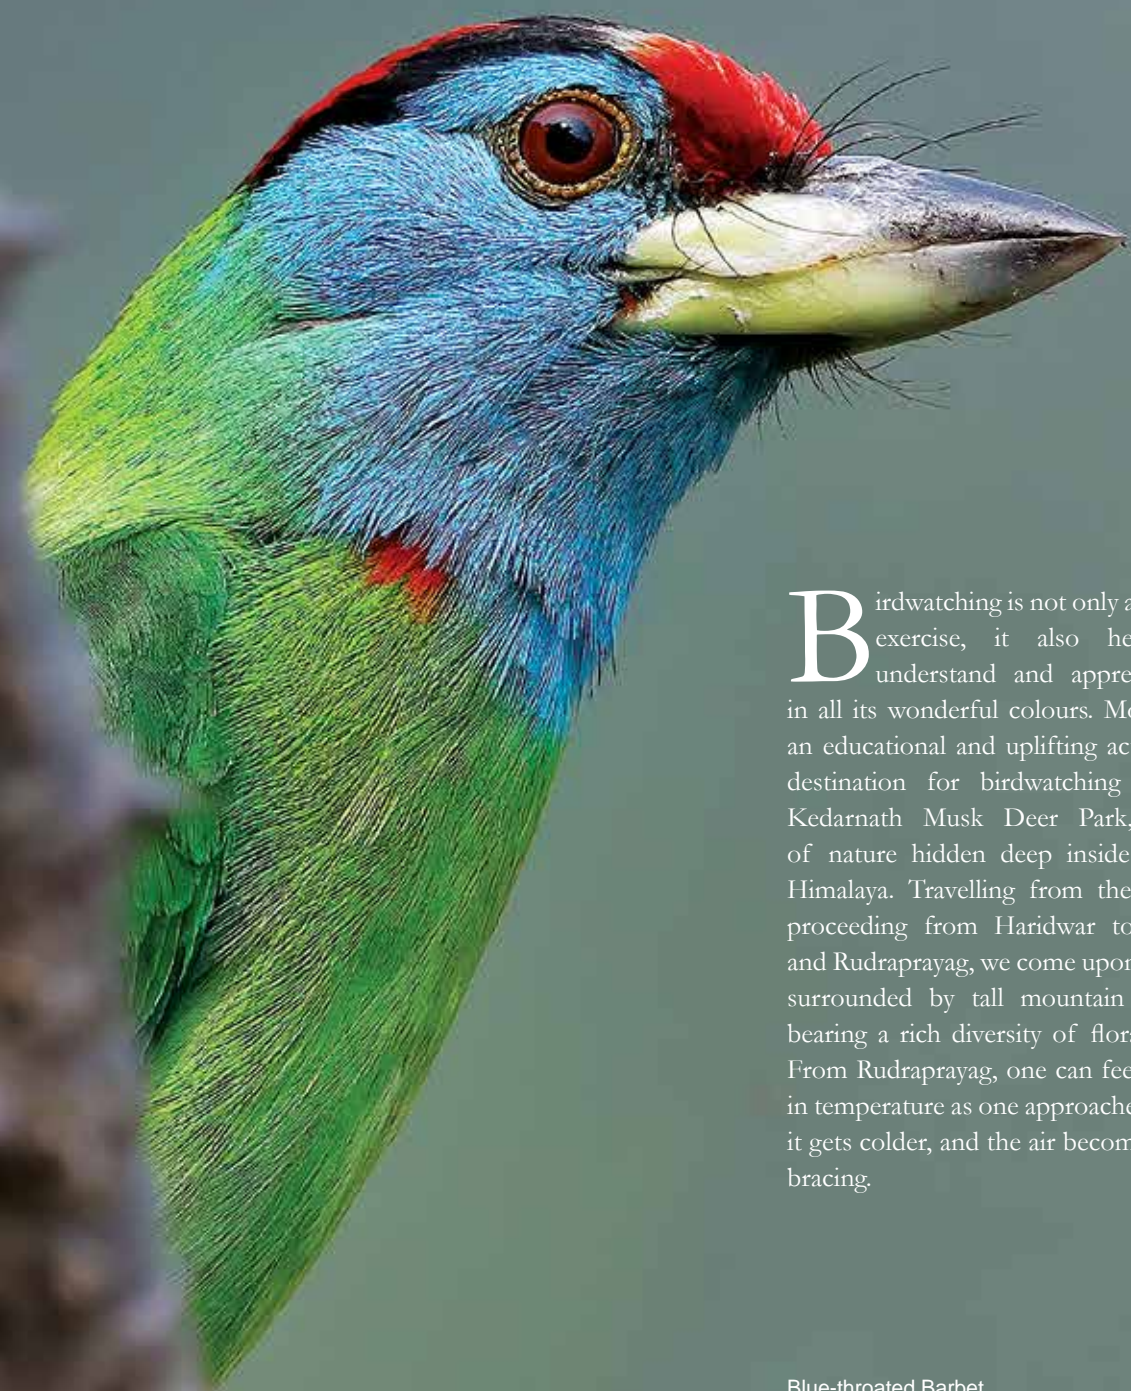 Birdwatching is not only a
exercise, it also he
understand and appre
in all its wonderful colours. Mo
an educational and uplifting ac
destination for birdwatching
Kedarnath Musk Deer Park,
of nature hidden deep inside
Himalaya. Travelling from the
proceeding from Haridwar to
and Rudraprayag, we come upon
surrounded by tall mountain
bearing a rich diversity of flor
From Rudraprayag, one can fee
in temperature as one approache
it gets colder, and the air becom
bracing.
Blue-throated Barbet